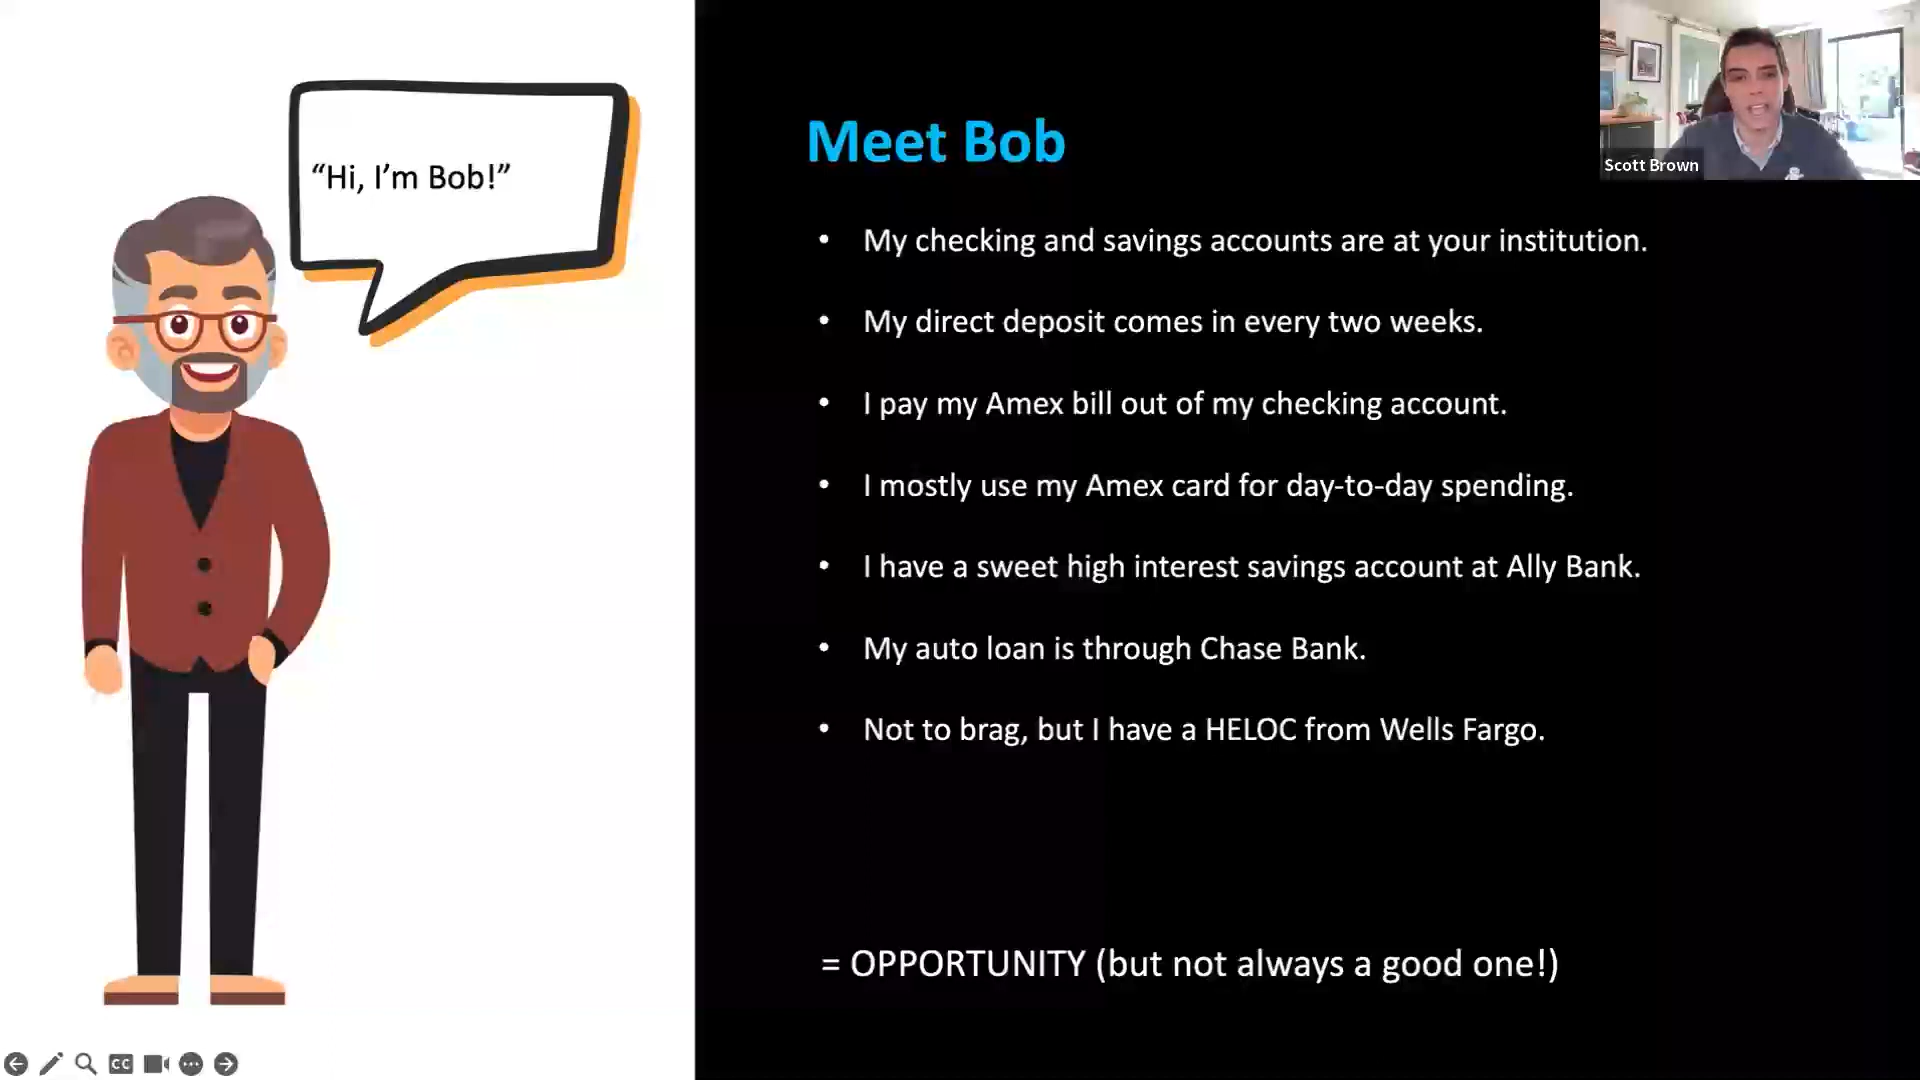 “Hi, I’m Bob!”
Meet Bob
• My checking and savings accounts are at your institution.
• My direct deposit comes in every two weeks.
• I pay my Amex bill out of my checking account.
• I mostly use my Amex card for day-to-day spending.
• I have a sweet high interest savings account at Ally Bank.
• My auto loan is through Chase Bank.
• Not to brag, but I have a HELOC from Wells Fargo.
= OPPORTUNITY (but not always a good one!)
Scott Brown
CC